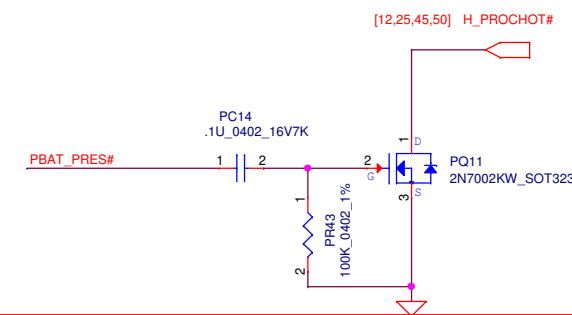 [12,25,45,50] H_PROCHOT#
PC14
.1U_0402_16V7K
PBAT_PRES#
1
2
2
G
1
D
PQ11
2N7002KW_SOT323
S
3
1
PR43
100K_0402_1%
2